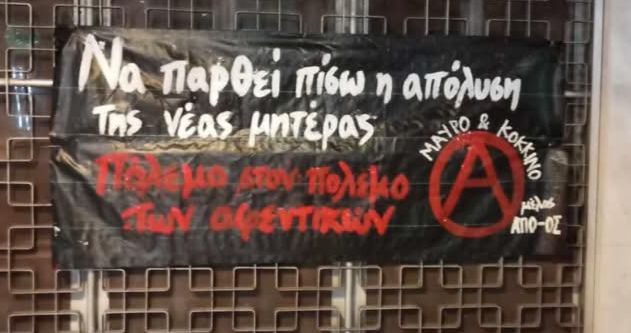 Να παρθεί πίσω η απόλυση
της νέας μητέρας
Πόλεμο στον πόλεμο
των αφεντικών
ΜΑΥΡΟ & ΚΟΚΚΙΝΟ
Α
μέλος
ΑΠΟ-ΟΣ